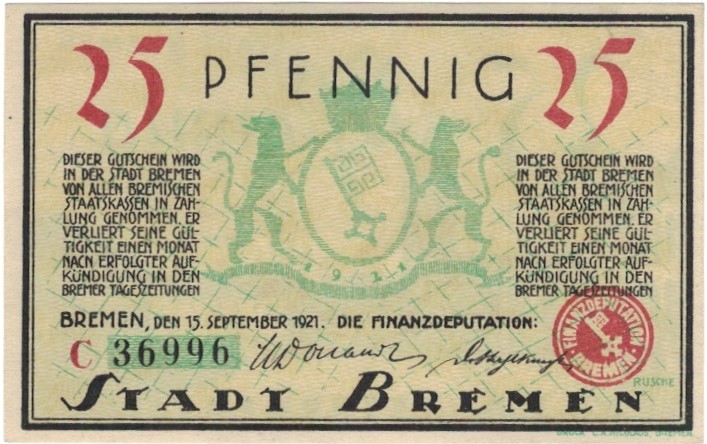 25 PFENNIG 25
DIESER GUTSCHEIN WIRD
IN DER STADT BREMEN
VON ALLEN BREMISCHEN
STAATSKASSEN IN ZAH-
LUNG GENOMMEN. ER
VERLIERT SEINE GÜL-
TIGKEIT EINEN MONAT
NACH ERFOLGTER AUF-
KÜNDIGUNG IN DEN
BREMER TAGESZEITUNGEN
DIESER GUTSCHEIN WIRD
IN DER STADT BREMEN
VON ALLEN BREMISCHEN
STAATSKASSEN IN ZAH-
LUNG GENOMMEN. ER
VERLIERT SEINE GÜL-
TIGKEIT EINEN MONAT
NACH ERFOLGTER AUF-
KÜNDIGUNG IN DEN
BREMER TAGESZEITUNGEN
1921
BREMEN, DEN 15. SEPTEMBER 1921. DIE FINANZDEPUTATION:
C 36996
FINANZDEPUTATION
BREMEN
RUSCHE
STADT BREMEN
DRUCK C.A. NICOLAUS, BREMEN